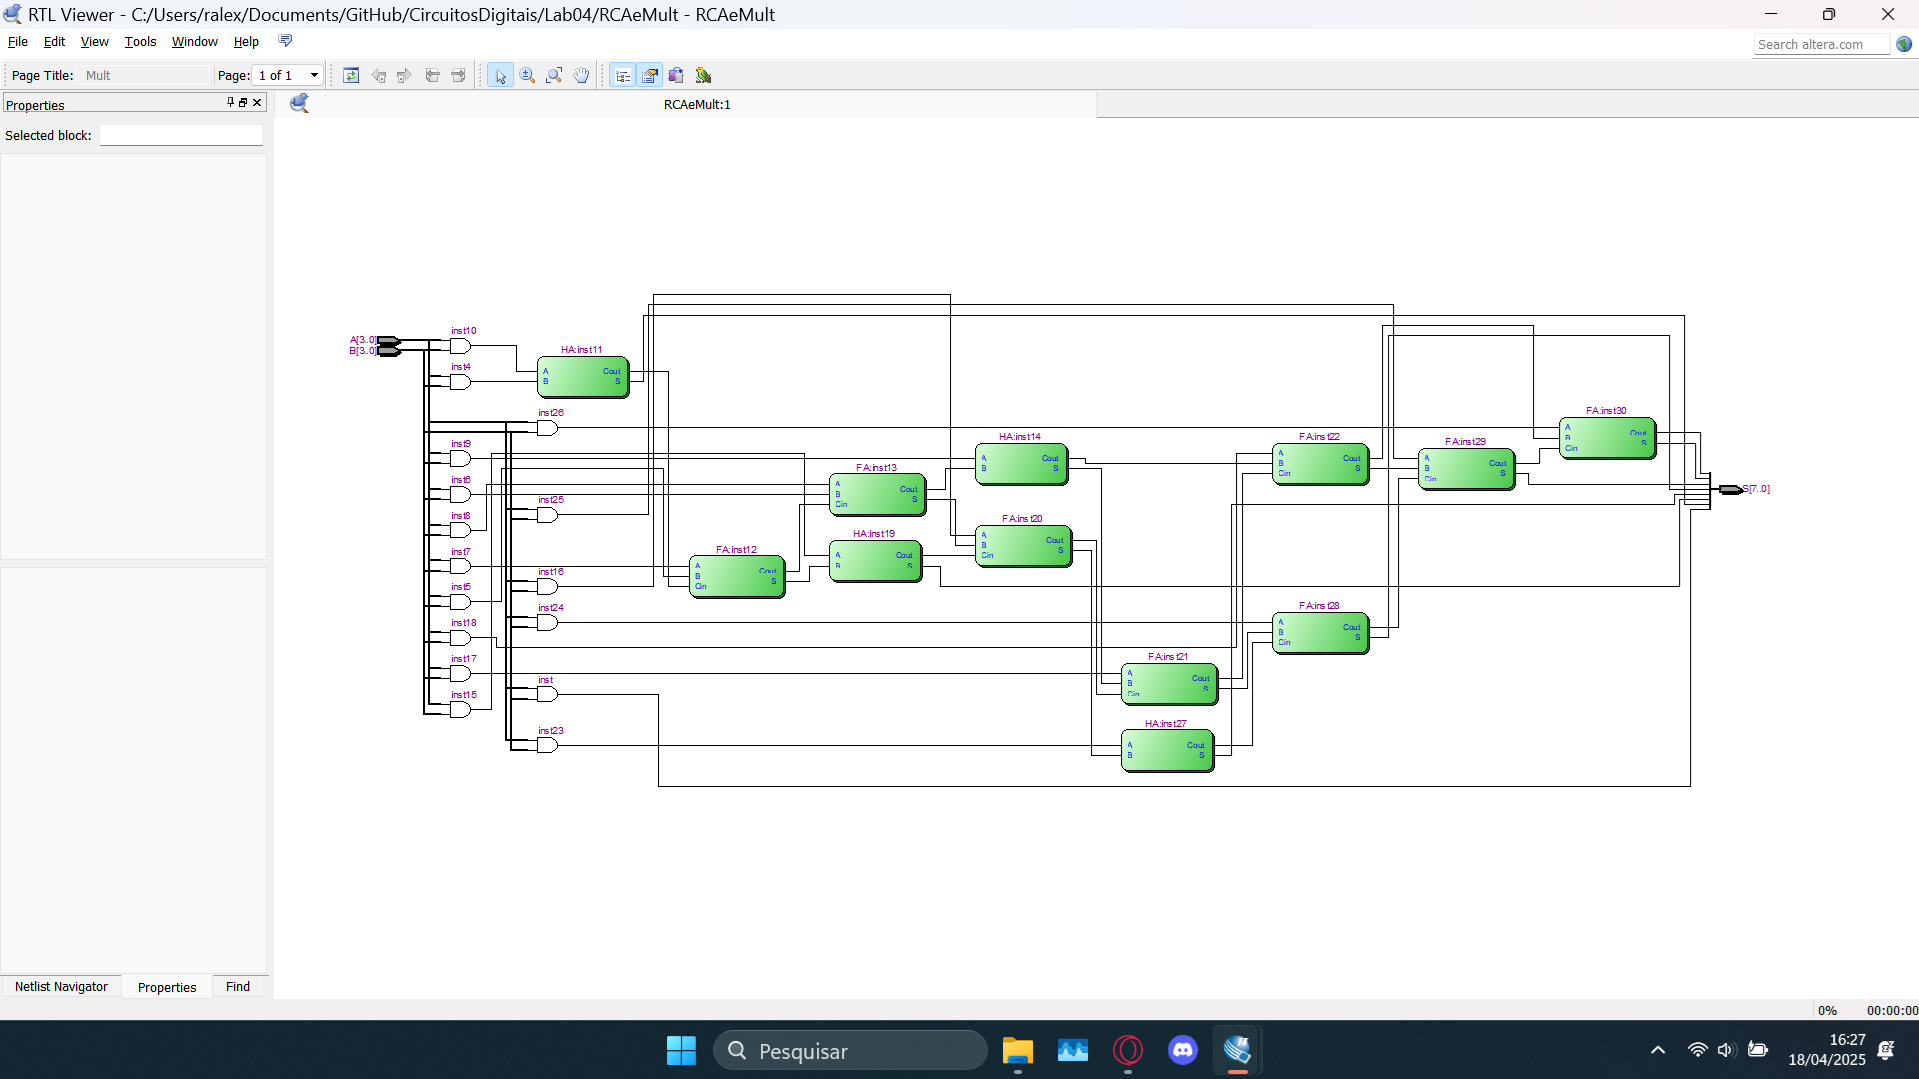 RTL Viewer - C:/Users/ralex/Documents/GitHub/CircuitosDigitais/Lab04/RCAeMult - RCAeMult
File Edit View Tools Window Help
Search altera.com
Page Title: Mult Page: 1 of 1
Properties
RCAeMult:1
Selected block:
A[3..0]
B[3..0]
inst10
inst4
HA:inst11
A Cout
B S
inst26
inst9
inst6
inst25
inst8
inst7
inst16
inst5
inst24
inst18
inst17
inst
inst15
inst23
FA:inst12
A Cout
B S
Cin
FA:inst13
A Cout
B S
Cin
HA:inst19
A Cout
B S
HA:inst14
A Cout
B S
FA:inst20
A Cout
B S
Cin
FA:inst21
A Cout
B S
Cin
HA:inst27
A Cout
B S
FA:inst22
A Cout
B S
Cin
FA:inst28
A Cout
B S
Cin
FA:inst29
A Cout
B S
Cin
FA:inst30
A Cout
B S
Cin
S[7..0]
Netlist Navigator Properties Find
0% 00:00:00
Pesquisar
16:27
18/04/2025